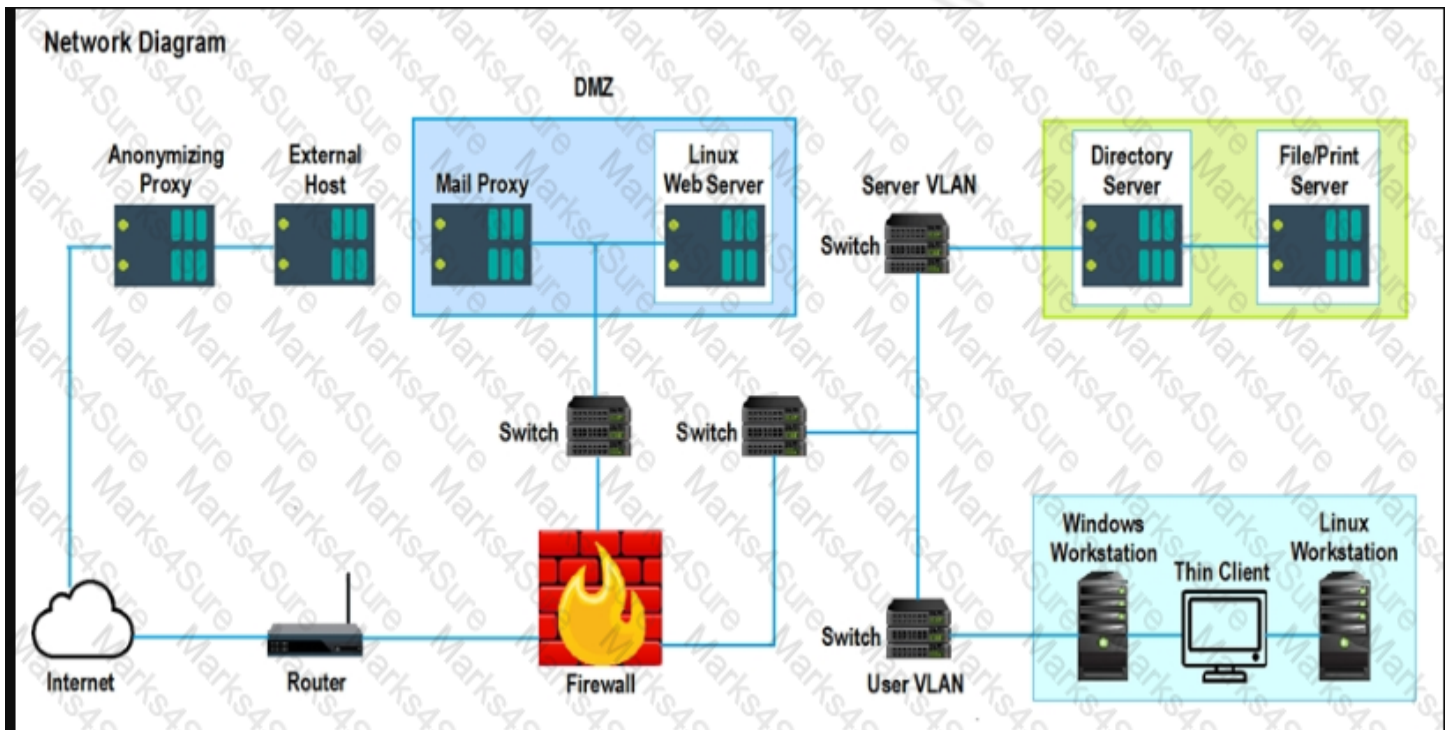 Network Diagram
DMZ
Anonymizing
Proxy
External
Host
Mail Proxy
Linux
Web Server
Server VLAN
Switch
Directory
Server
File/Print
Server
Switch
Switch
Windows
Workstation
Thin Client
Linux
Workstation
Switch
User VLAN
Internet
Router
Firewall
Marks4Sure